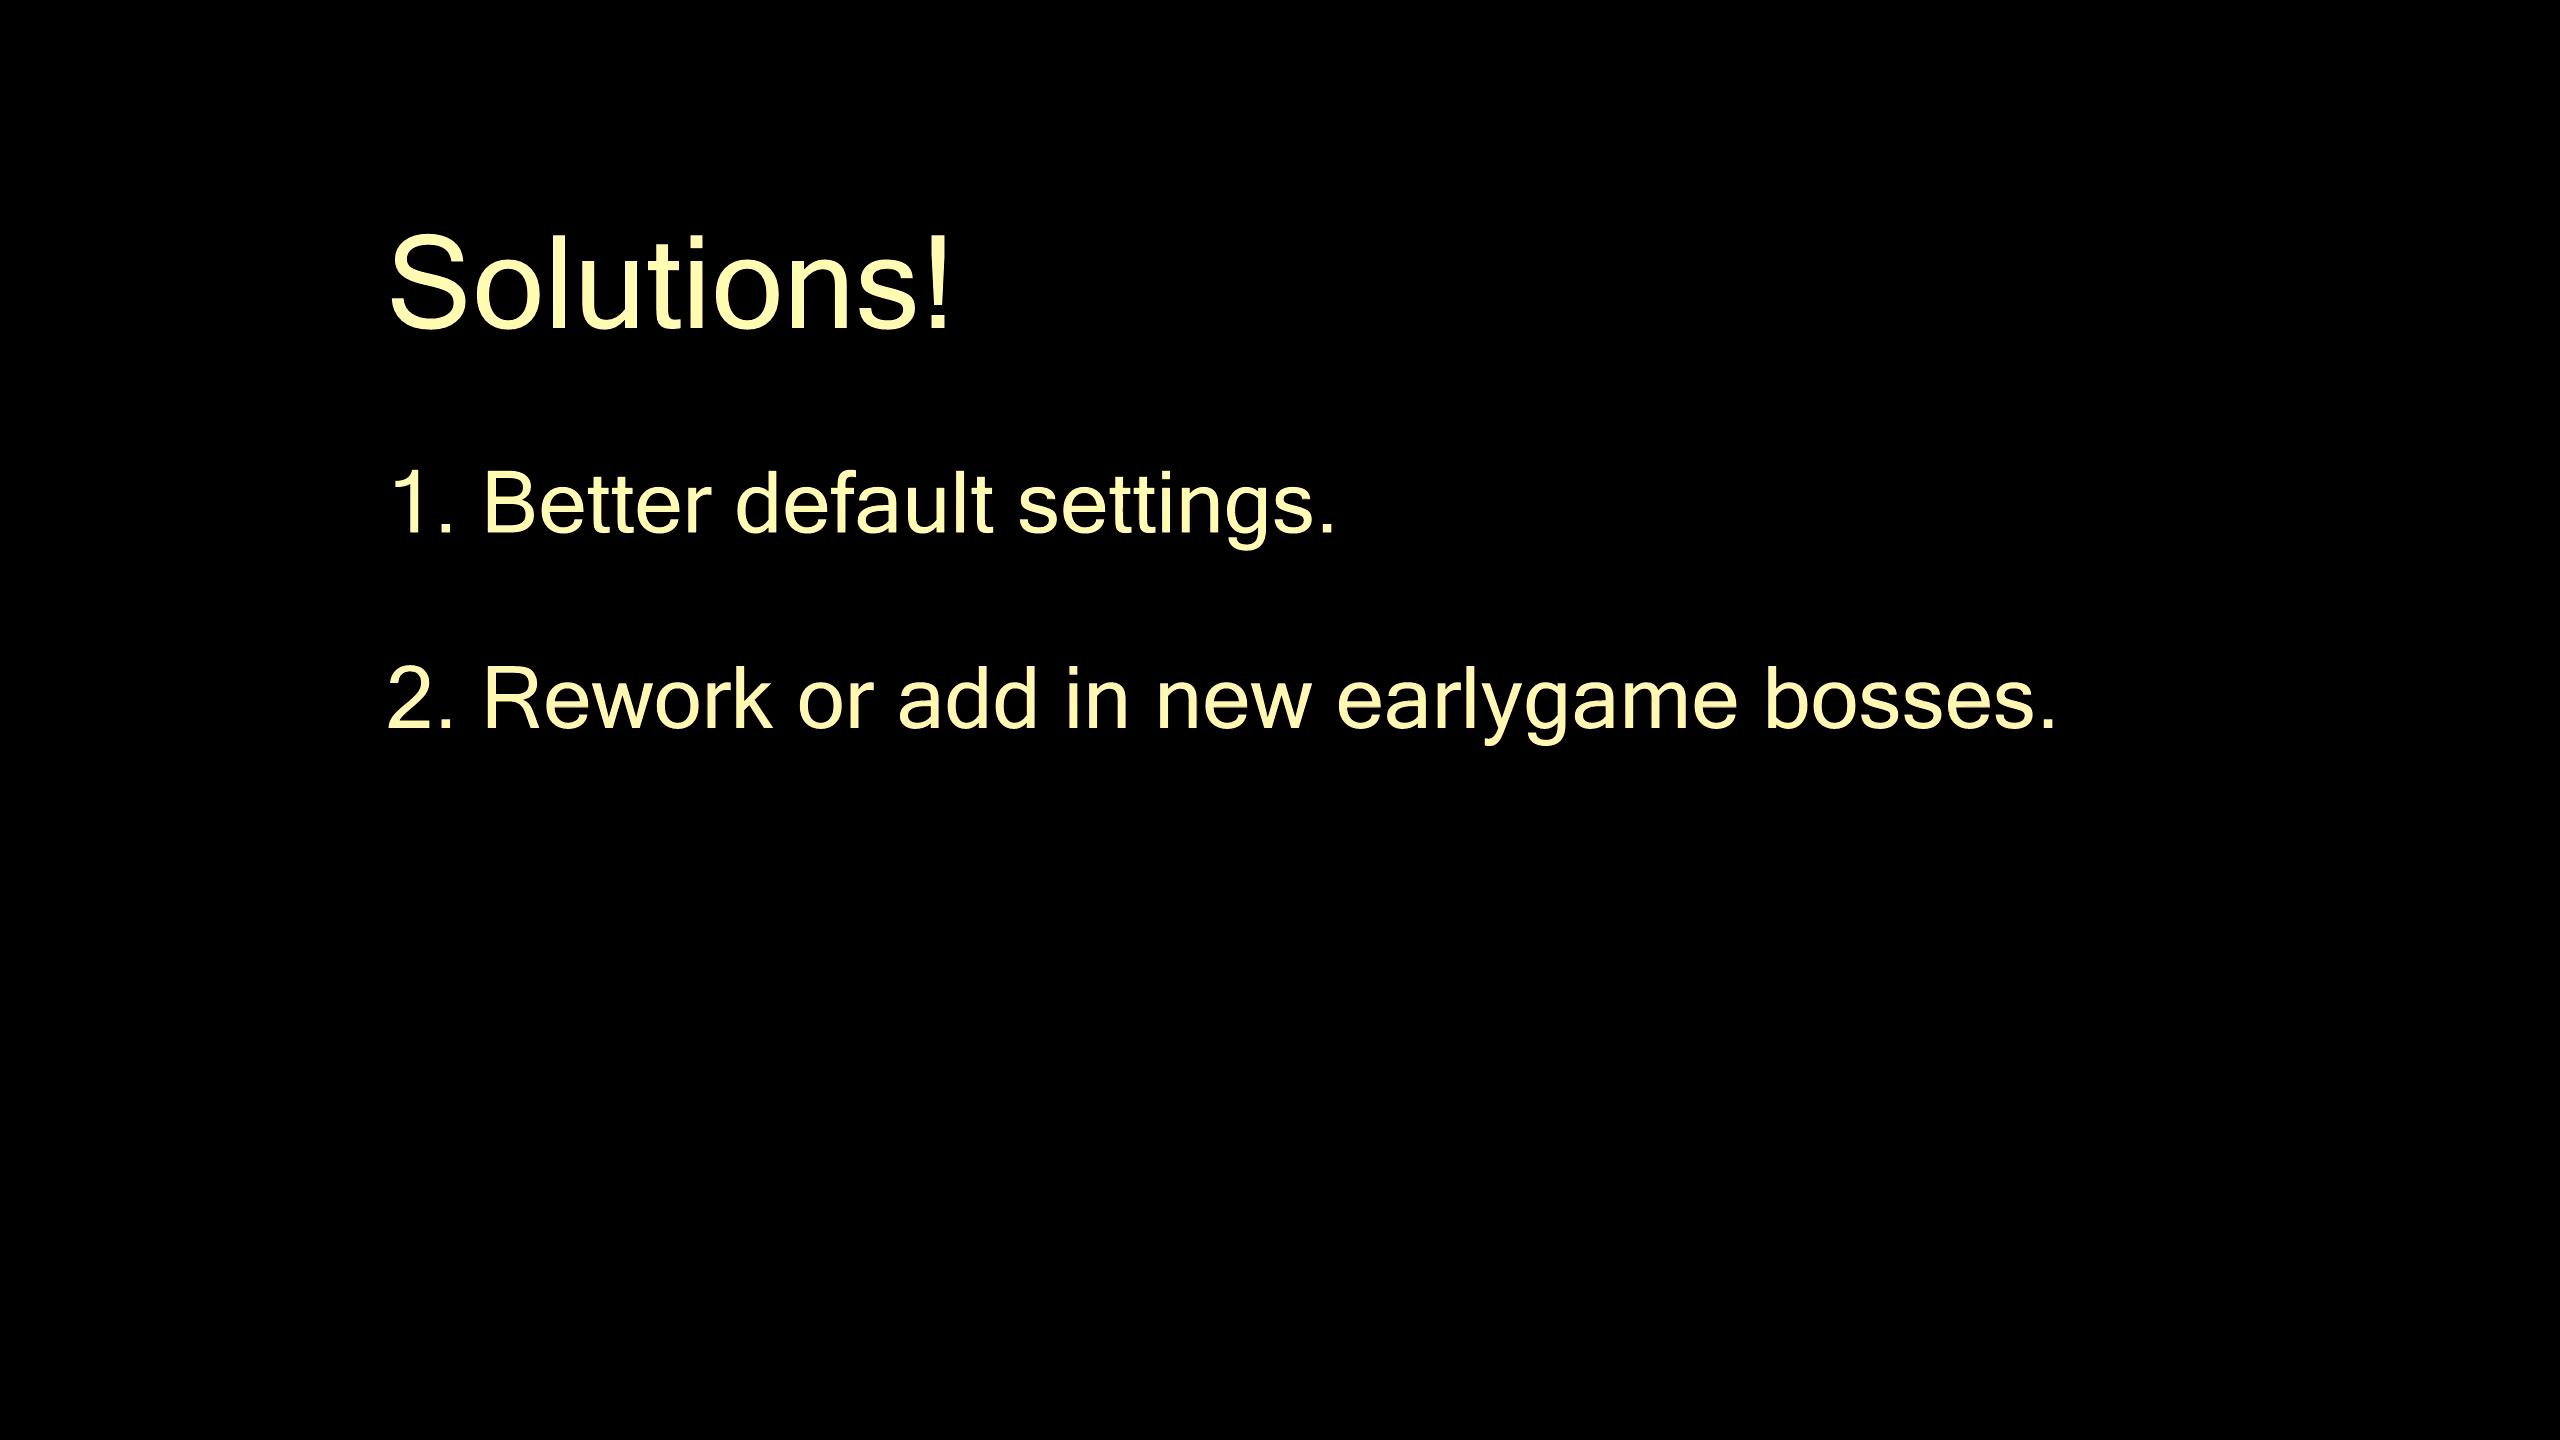 Solutions!
1. Better default settings.
2. Rework or add in new earlygame bosses.